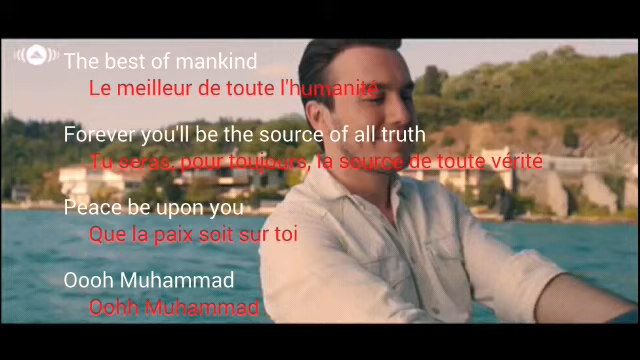 The best of mankind
Le meilleur de toute l'humanité
Forever you'll be the source of all truth
Tu seras, pour toujours, la source de toute vérité
Peace be upon you
Que la paix soit sur toi
Oooh Muhammad
Oohh Muhammad